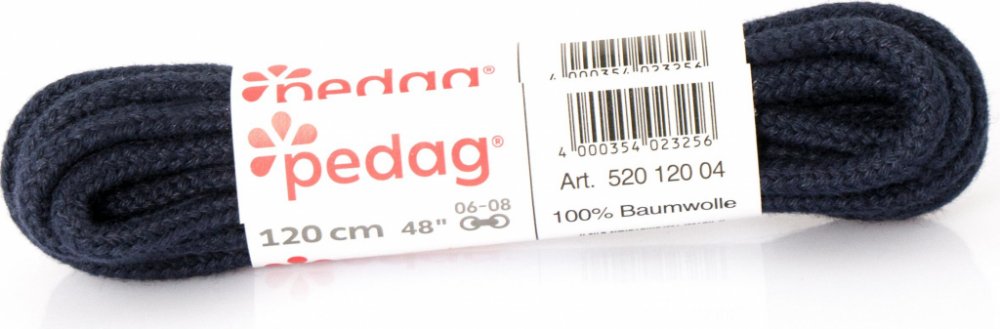 pedag®
pedag®
120 cm 48" 06-08
4 000354 023256
4 000354 023256
Art. 520 120 04
100% Baumwolle